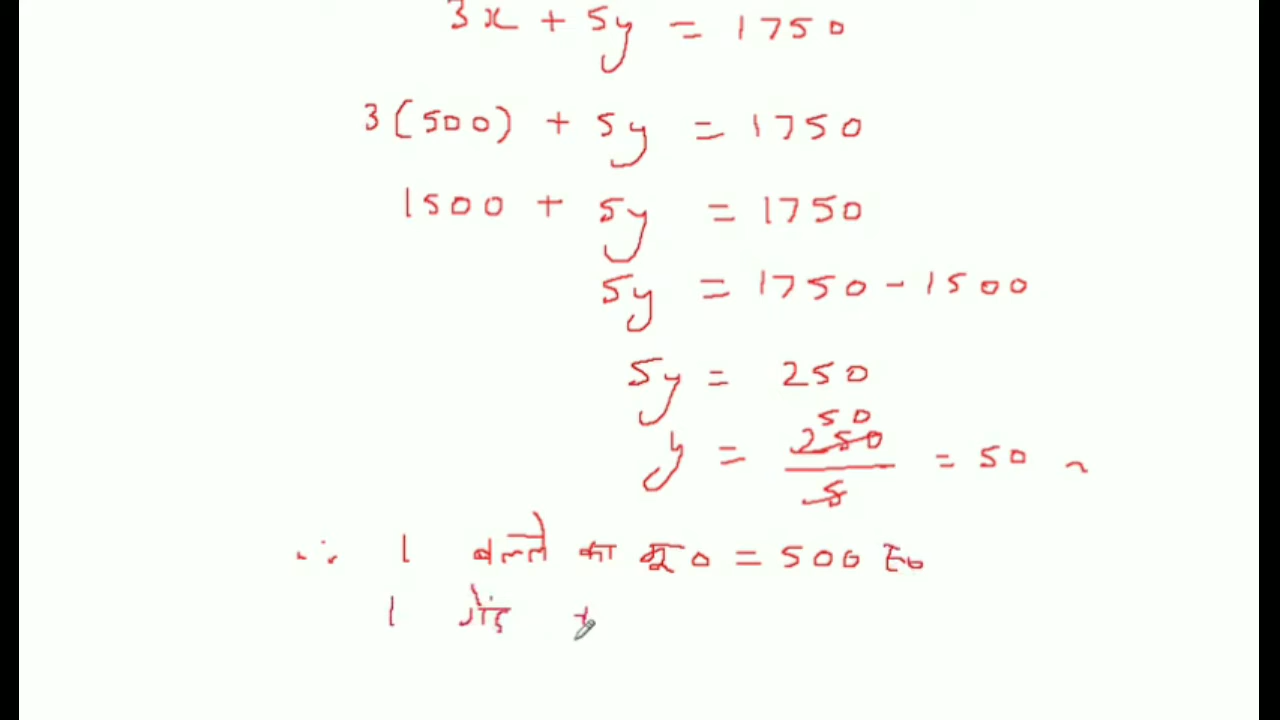 3x + 5y = 1750
3(500) + 5y = 1750
1500 + 5y = 1750
5y = 1750 - 1500
5y = 250
y = 250/5 50 = 50
∴ 1 बल्ले का मू० = 500 रु०
1 गेंद